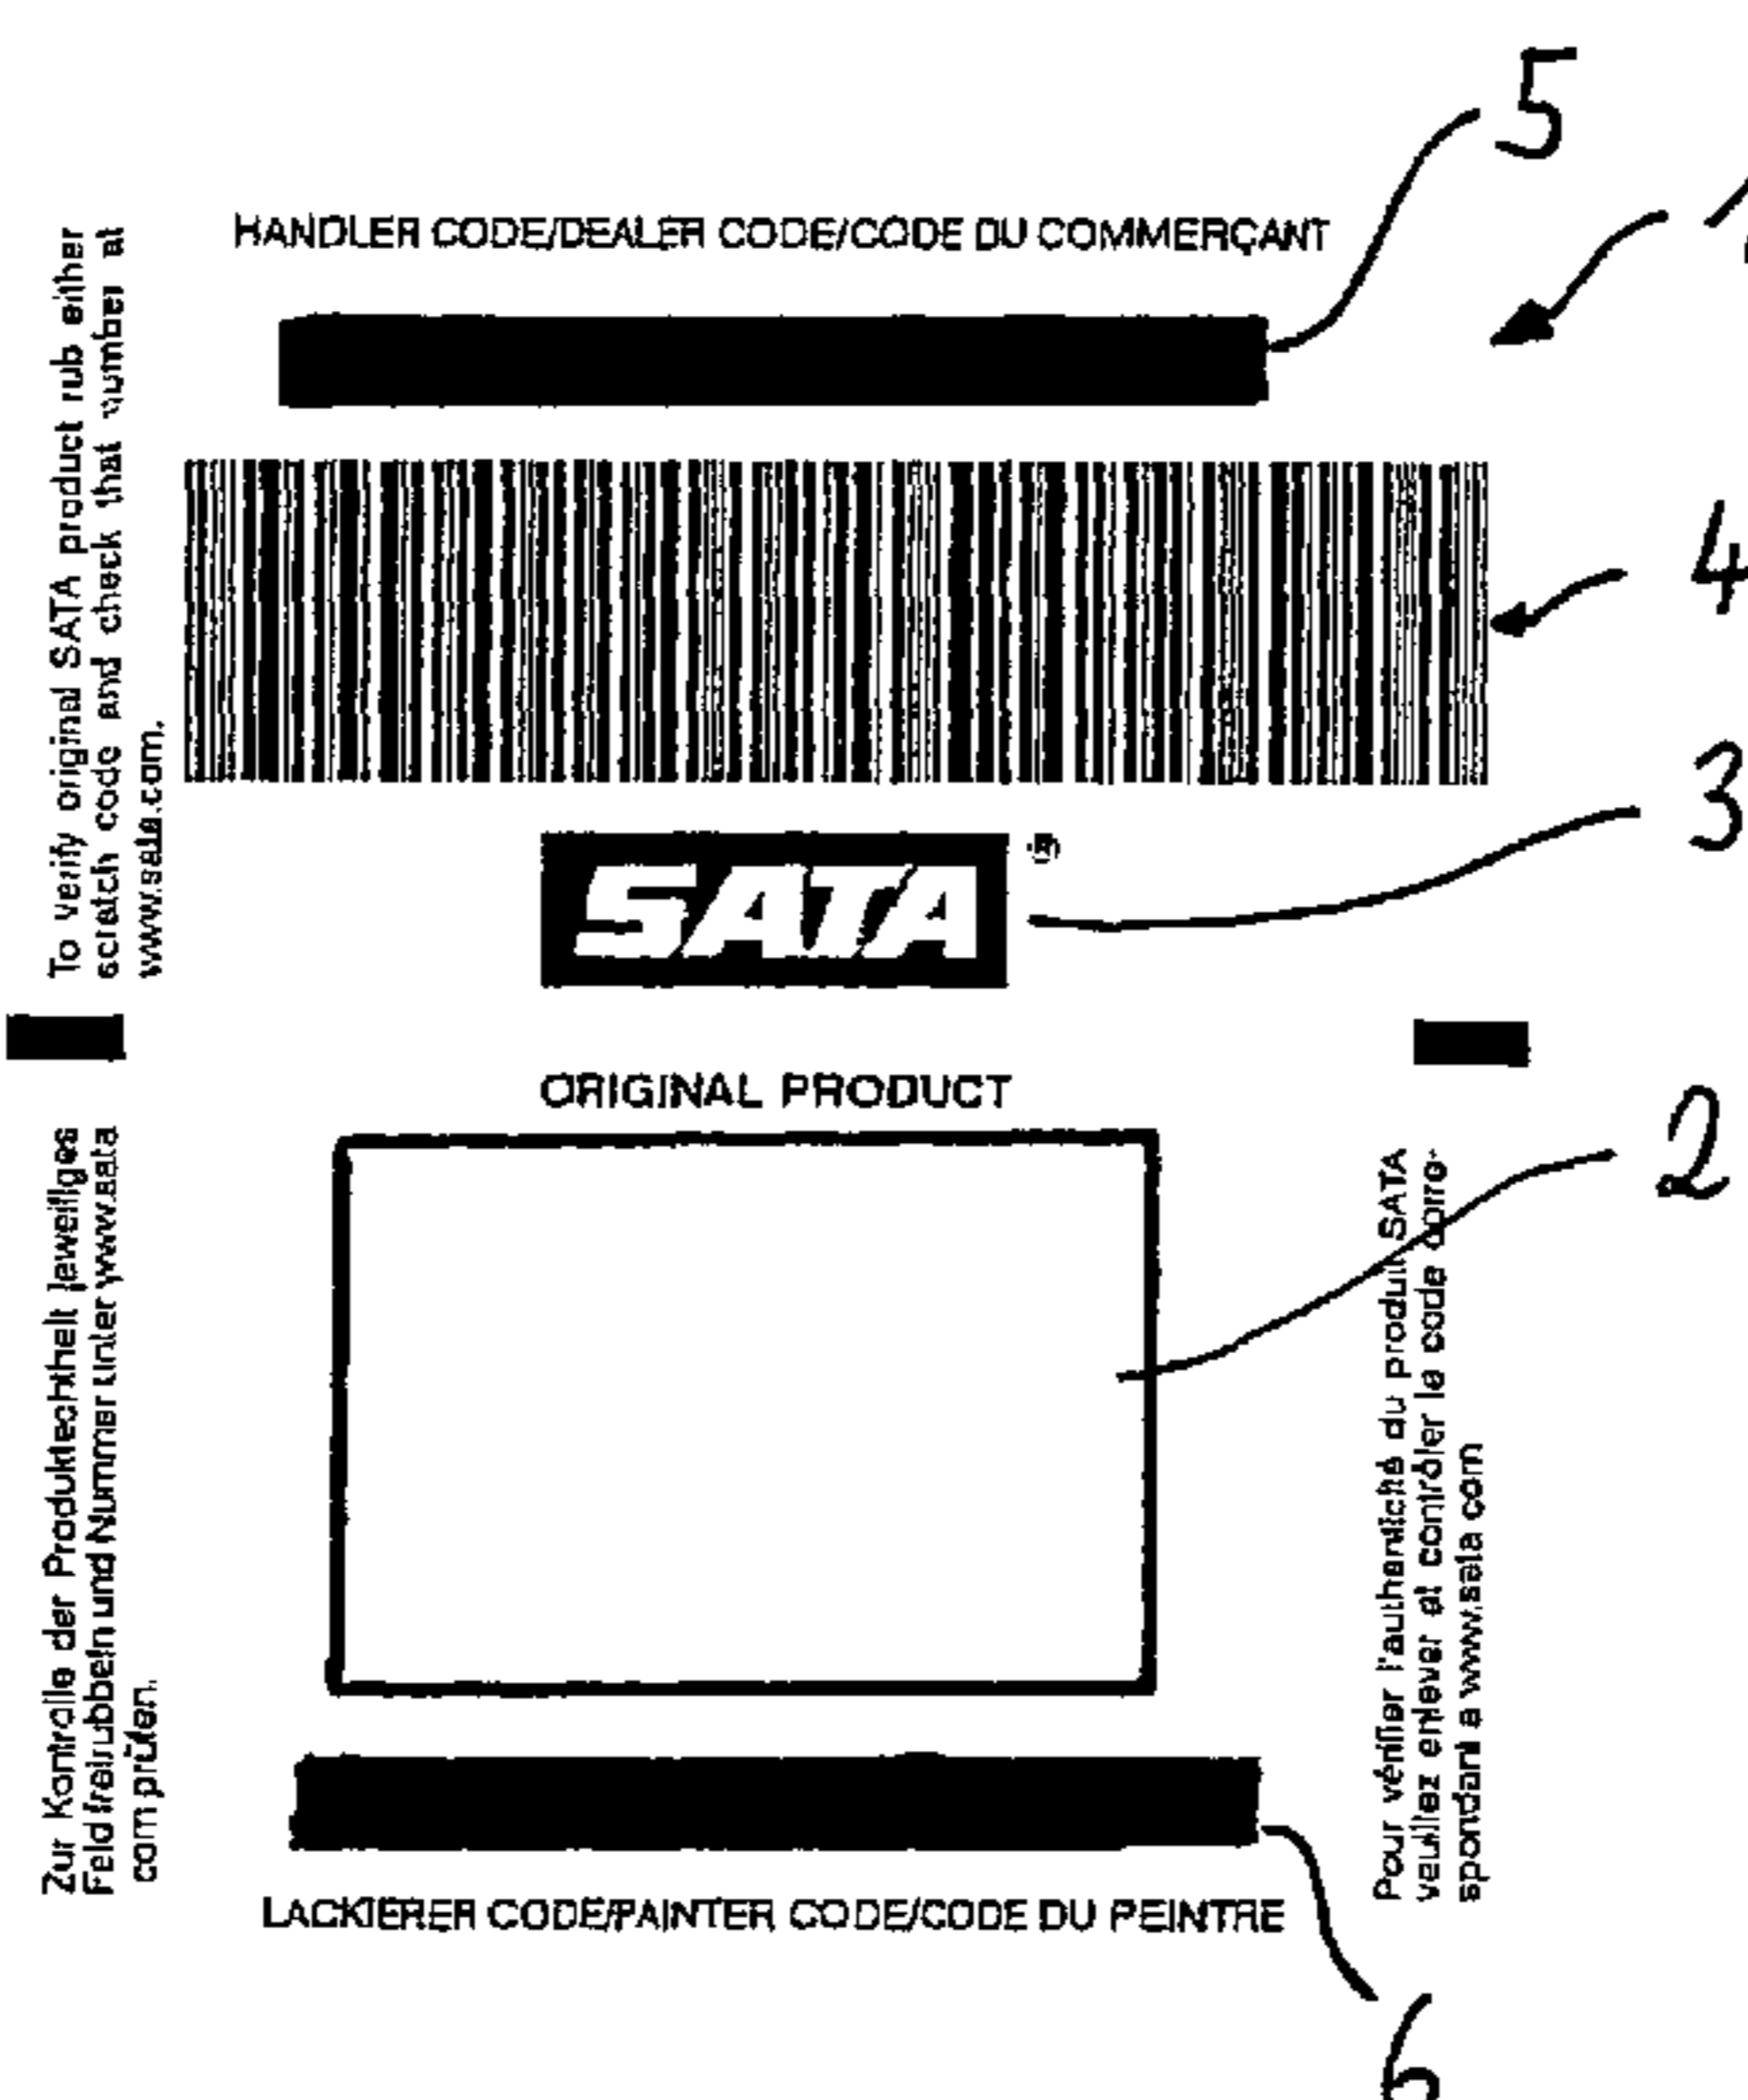 5
1
HANDLER CODE/DEALER CODE/CODE DU COMMERÇANT
To verify original SATA product rub either
scratch code and check that number at
www.sata.com.
4
3
SATA®
ORIGINAL PRODUCT
2
Zur Kontrolle der Produktechtheit jeweiliges
Feld freirubbeln und Nummer unter www.sata
com prüfen.
Pour vérifier l'authenticité du produit SATA
veuillez enlever et contrôler le code corre-
spondant a www.sata com
LACKIERER CODE/PAINTER CODE/CODE DU PEINTRE
6